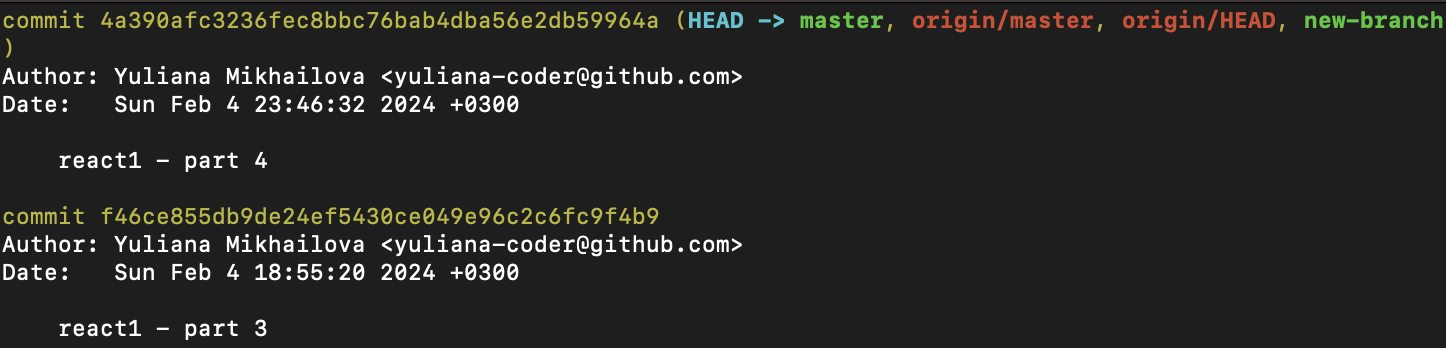 commit 4a390afc3236fec8bbc76bab4dba56e2db59964a (HEAD -> master, origin/master, origin/HEAD, new-branch
)
Author: Yuliana Mikhailova <yuliana-coder@github.com>
Date:   Sun Feb 4 23:46:32 2024 +0300
    react1 - part 4
commit f46ce855db9de24ef5430ce049e96c2c6fc9f4b9
Author: Yuliana Mikhailova <yuliana-coder@github.com>
Date:   Sun Feb 4 18:55:20 2024 +0300
    react1 - part 3